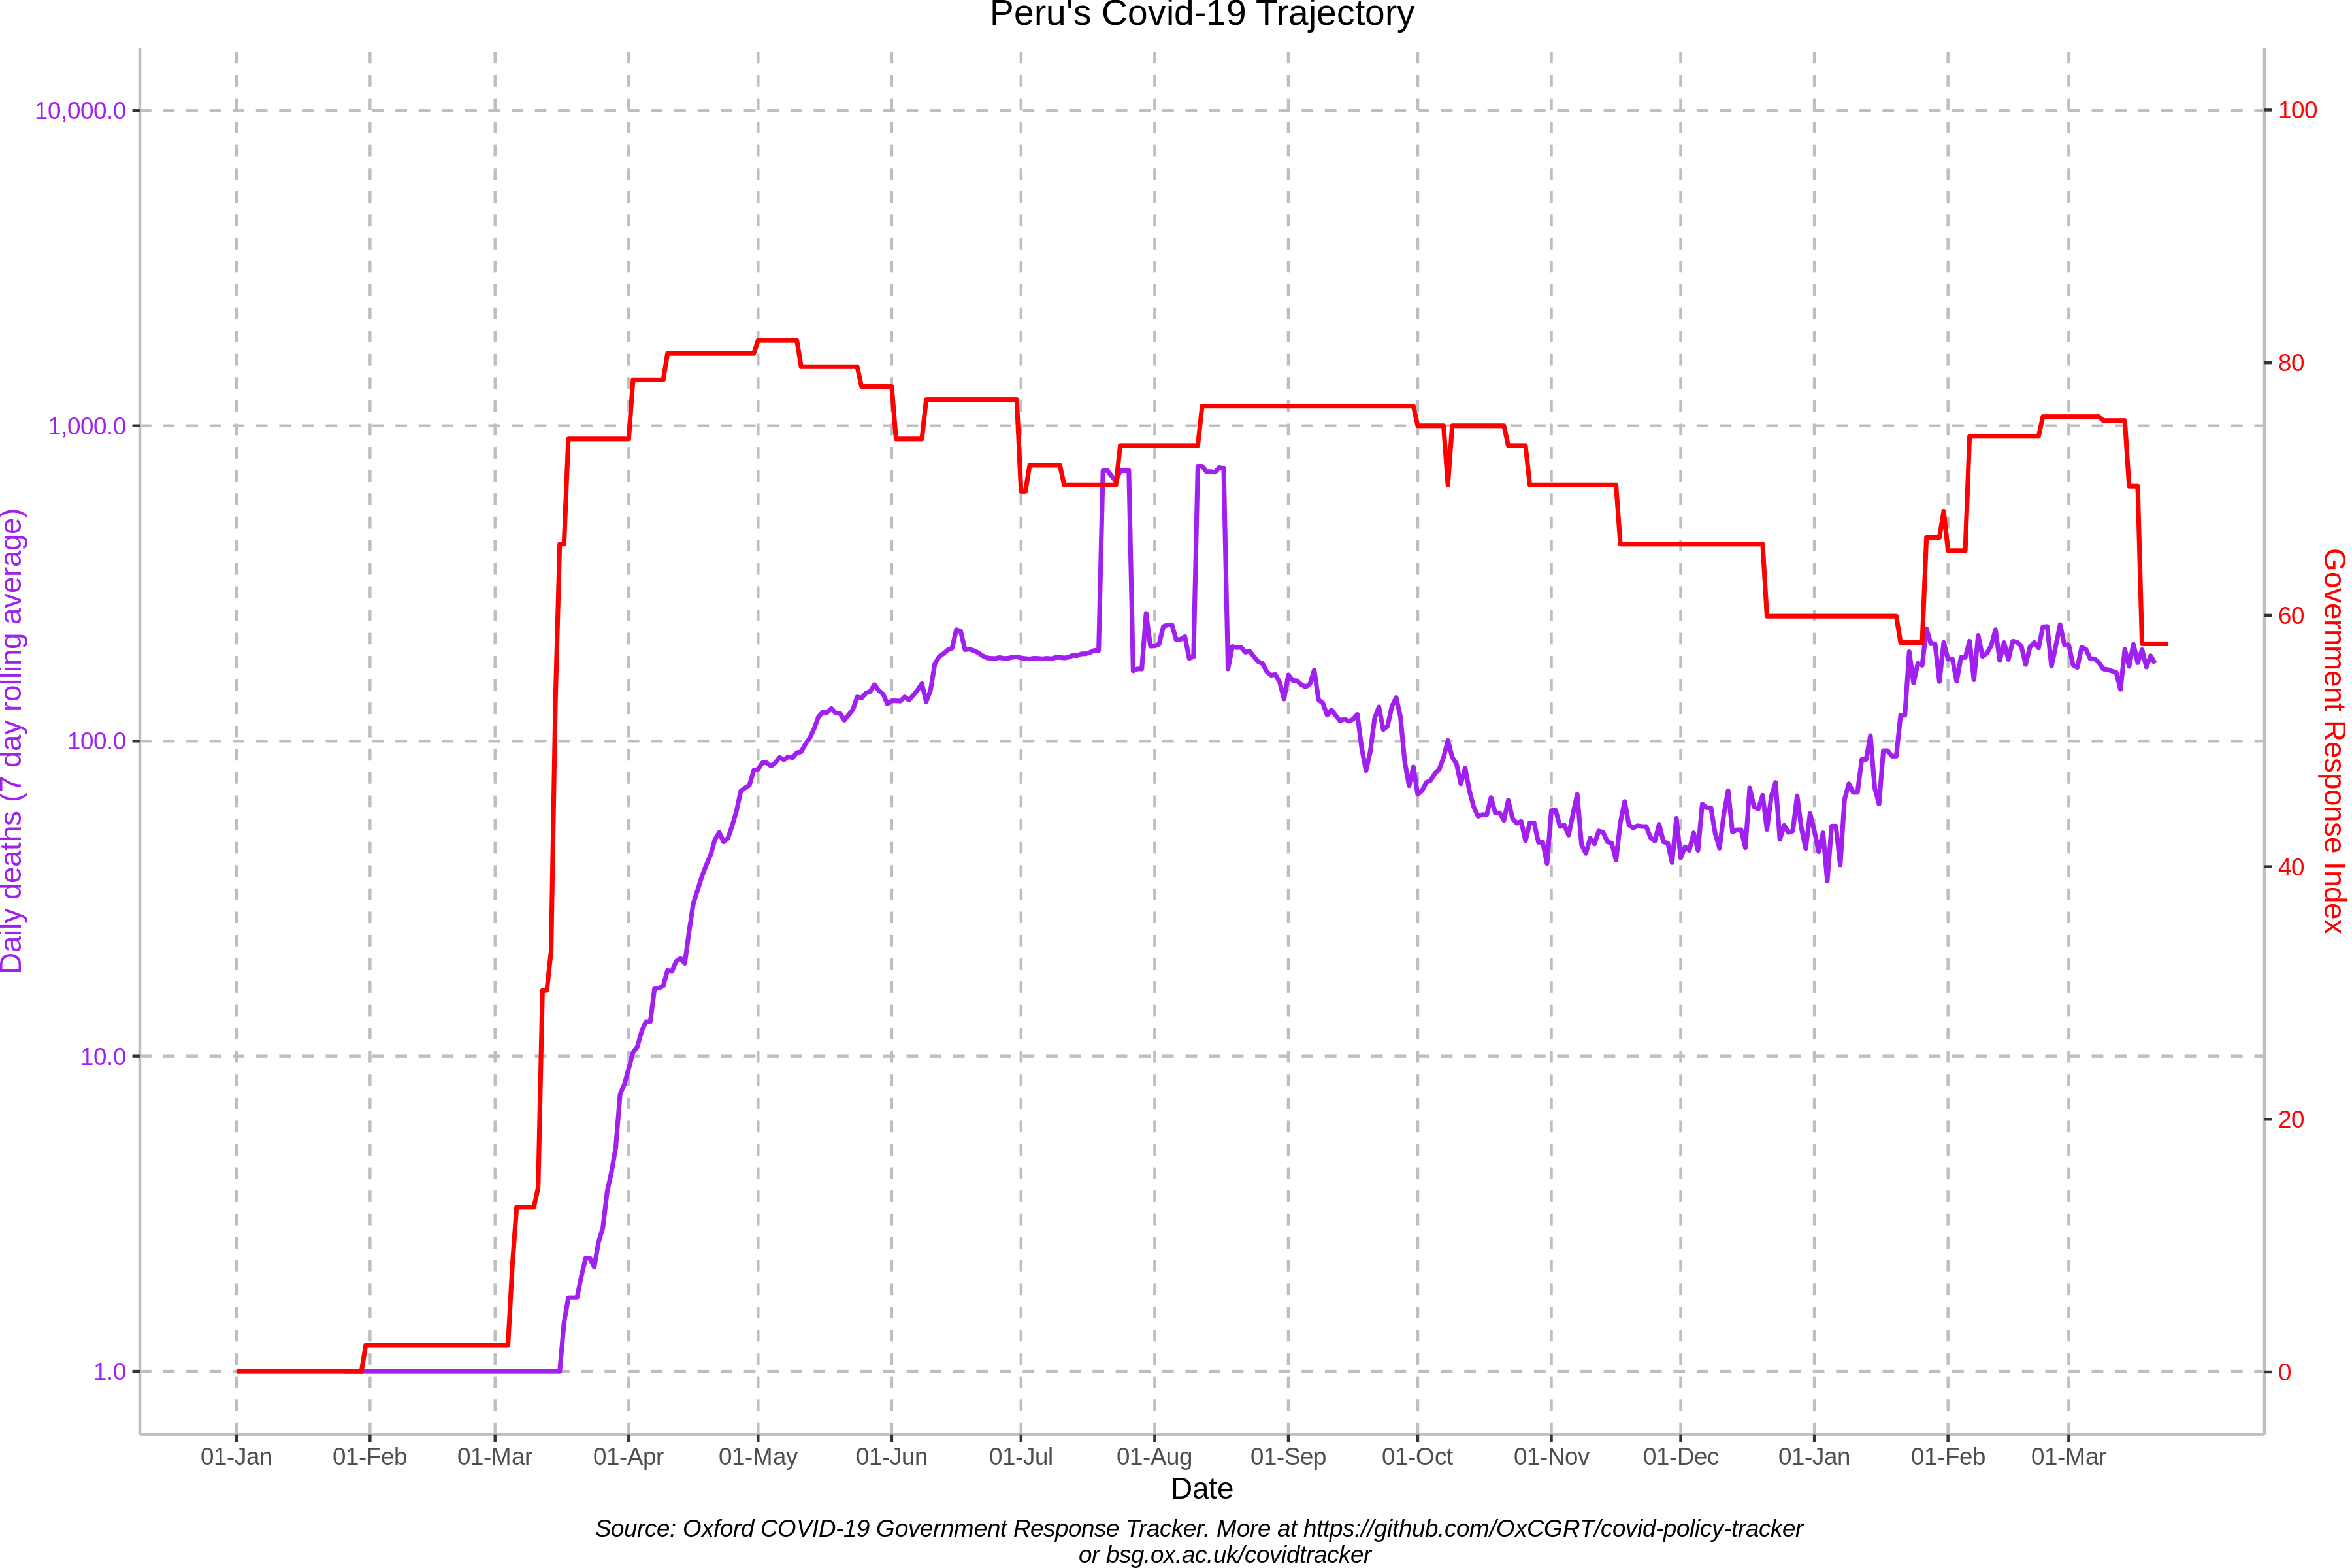 Peru's Covid-19 Trajectory
10,000.0
1,000.0
100.0
10.0
1.0
Daily deaths (7 day rolling average)
100
80
60
40
20
0
Government Response Index
01-Jan 01-Feb 01-Mar 01-Apr 01-May 01-Jun 01-Jul 01-Aug 01-Sep 01-Oct 01-Nov 01-Dec 01-Jan 01-Feb 01-Mar
Date
Source: Oxford COVID-19 Government Response Tracker. More at https://github.com/OxCGRT/covid-policy-tracker
or bsg.ox.ac.uk/covidtracker